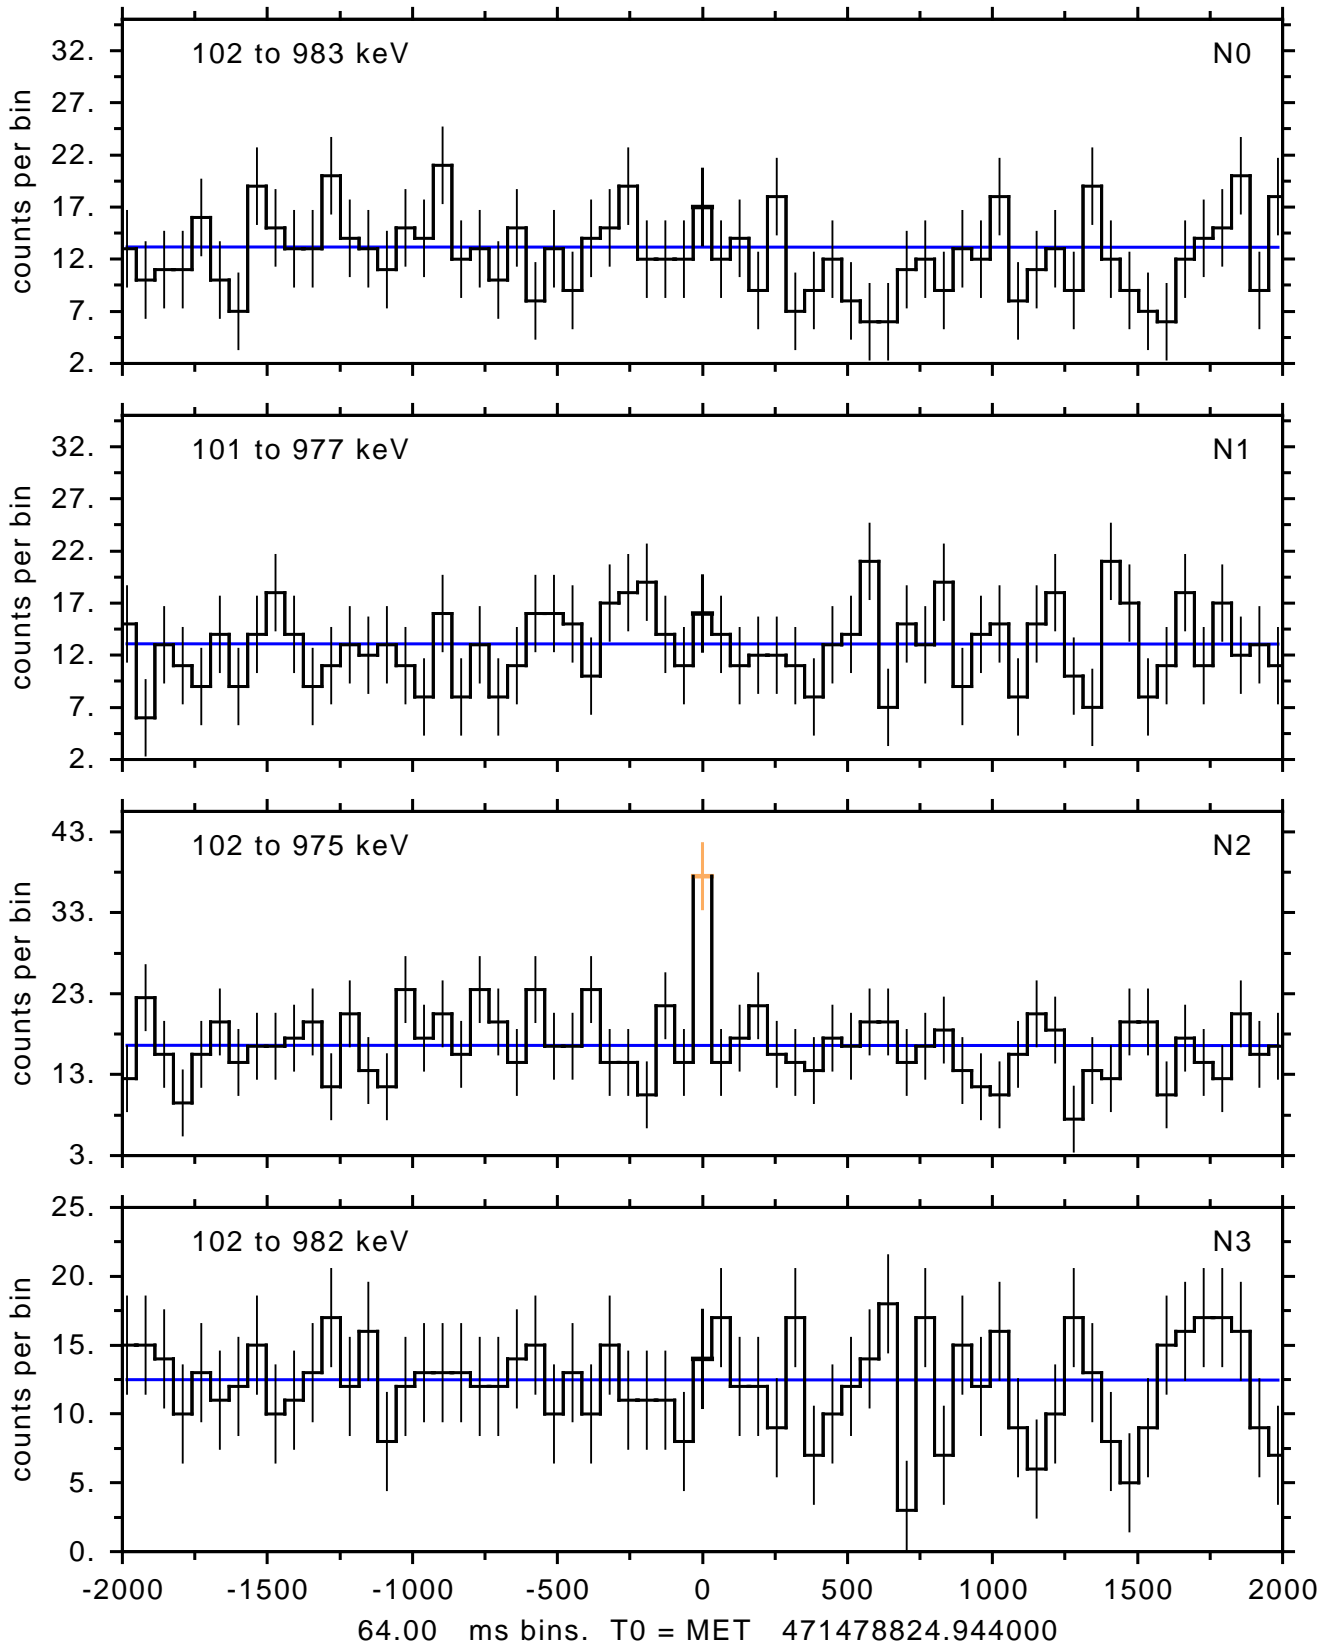 102 to 983 keV N0
counts per bin
32.
27.
22.
17.
12.
7.
2.
101 to 977 keV N1
counts per bin
32.
27.
22.
17.
12.
7.
2.
102 to 975 keV N2
counts per bin
43.
33.
23.
13.
3.
102 to 982 keV N3
counts per bin
25.
20.
15.
10.
5.
0.
-2000 -1500 -1000 -500 0 500 1000 1500 2000
64.00 ms bins. T0 = MET 471478824.944000